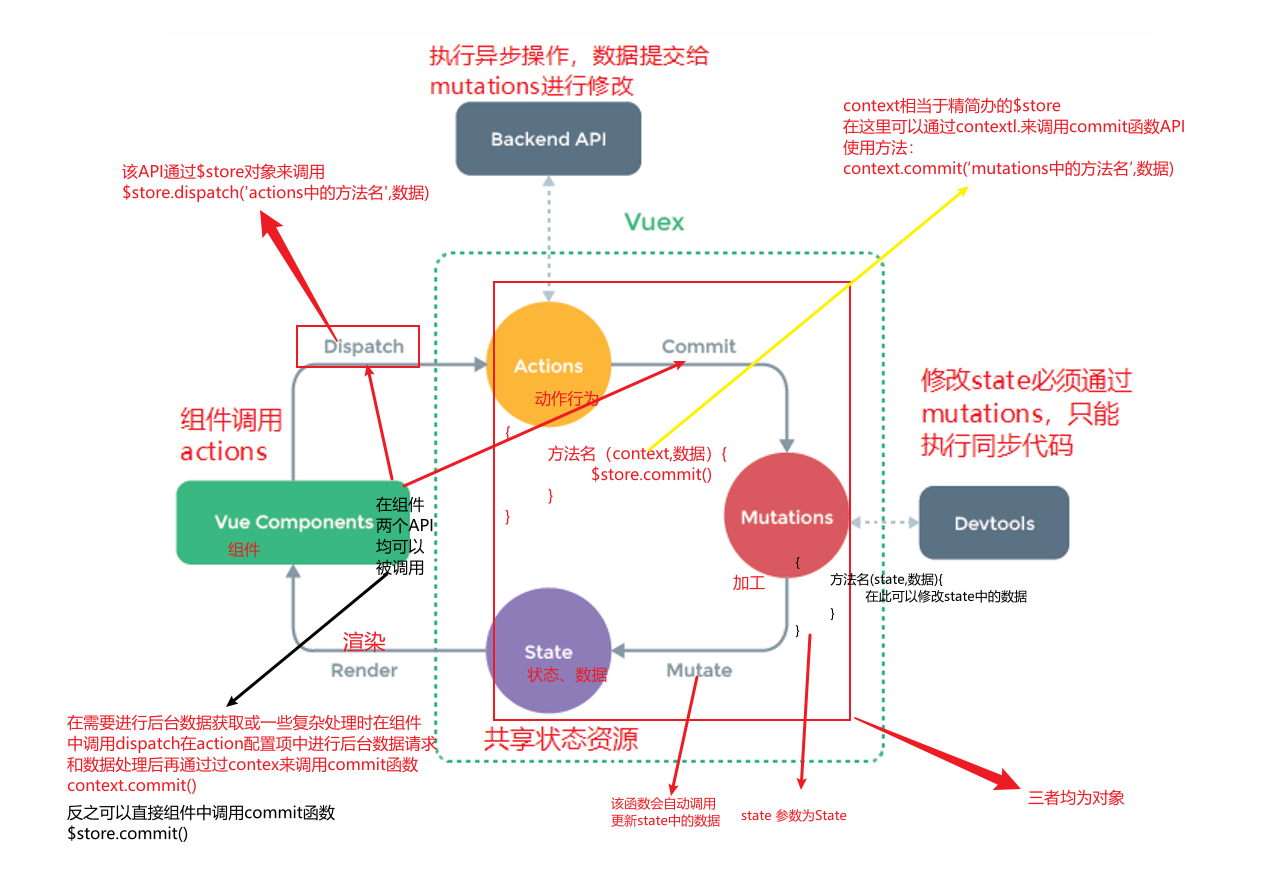 执行异步操作，数据提交给
mutations进行修改
context相当于精简办的$store
在这里可以通过contextl.来调用commit函数API
使用方法：
context.commit('mutations中的方法名',数据)
Backend API
该API通过$store对象来调用
$store.dispatch('actions中的方法名',数据)
Vuex
Dispatch
Commit
Actions
动作行为
修改state必须通过
mutations，只能
执行同步代码
组件调用
actions
{
方法名（context,数据）{
$store.commit()
}
}
Vue Components
组件
在组件
两个API
均可以
被调用
Mutations
Devtools
加工
{
方法名(state,数据){
在此可以修改state中的数据
}
}
渲染
Render
State
状态、数据
Mutate
共享状态资源
在需要进行后台数据获取或一些复杂处理时在组件
中调用dispatch在action配置项中进行后台数据请求
和数据处理后再通过过contex来调用commit函数
context.commit()
反之可以直接组件中调用commit函数
$store.commit()
该函数会自动调用
更新state中的数据
state 参数为State
三者均为对象